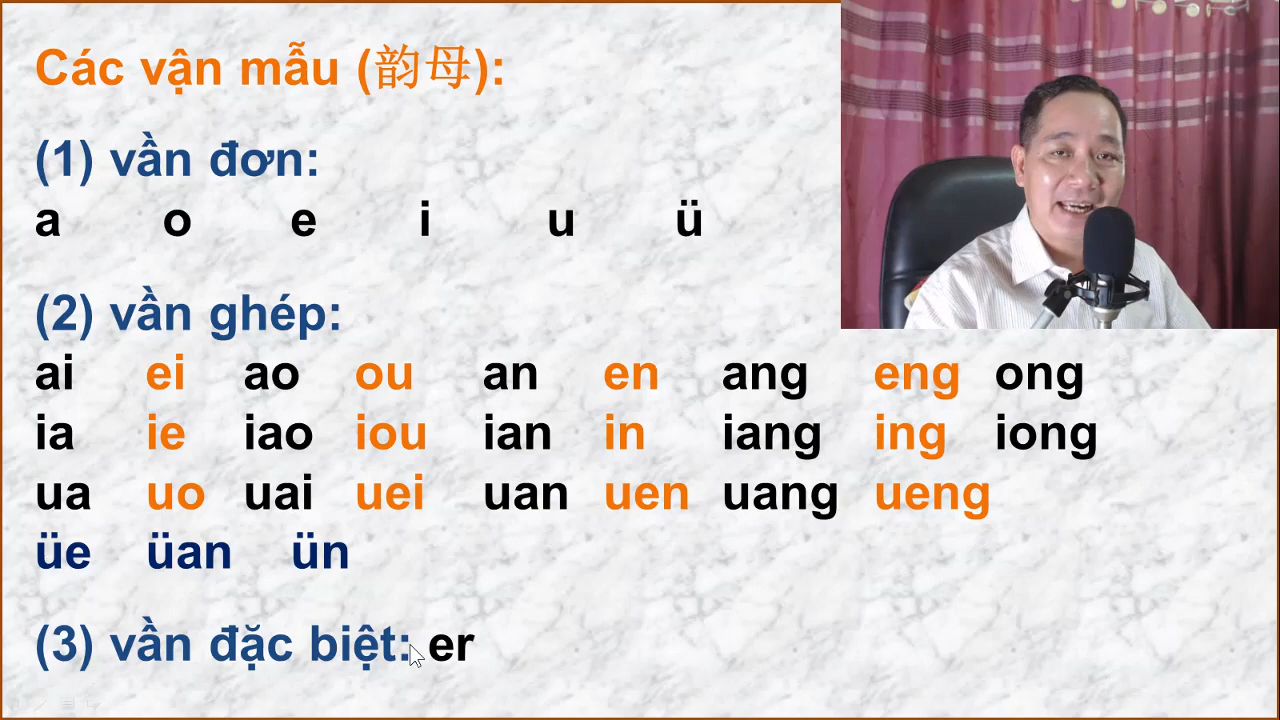 Các vận mẫu (韵母):
(1) vần đơn:
a o e i u ü
(2) vần ghép:
ai ei ao ou an en ang eng ong
ia ie iao iou ian in iang ing iong
ua uo uai uei uan uen uang ueng
üe üan ün
(3) vần đặc biệt: er